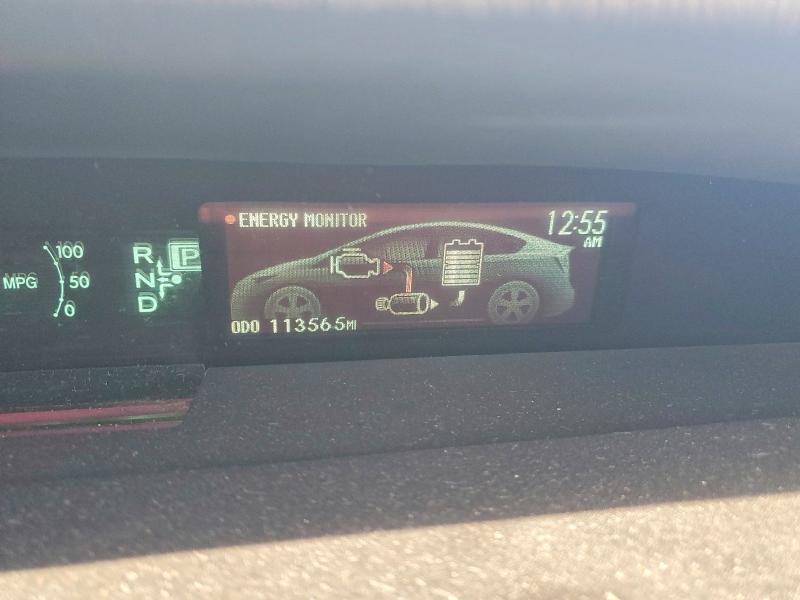 ENERGY MONITOR
12:55
AM
100
MPG 50
0
R P
N
D
ODO 113565 MI